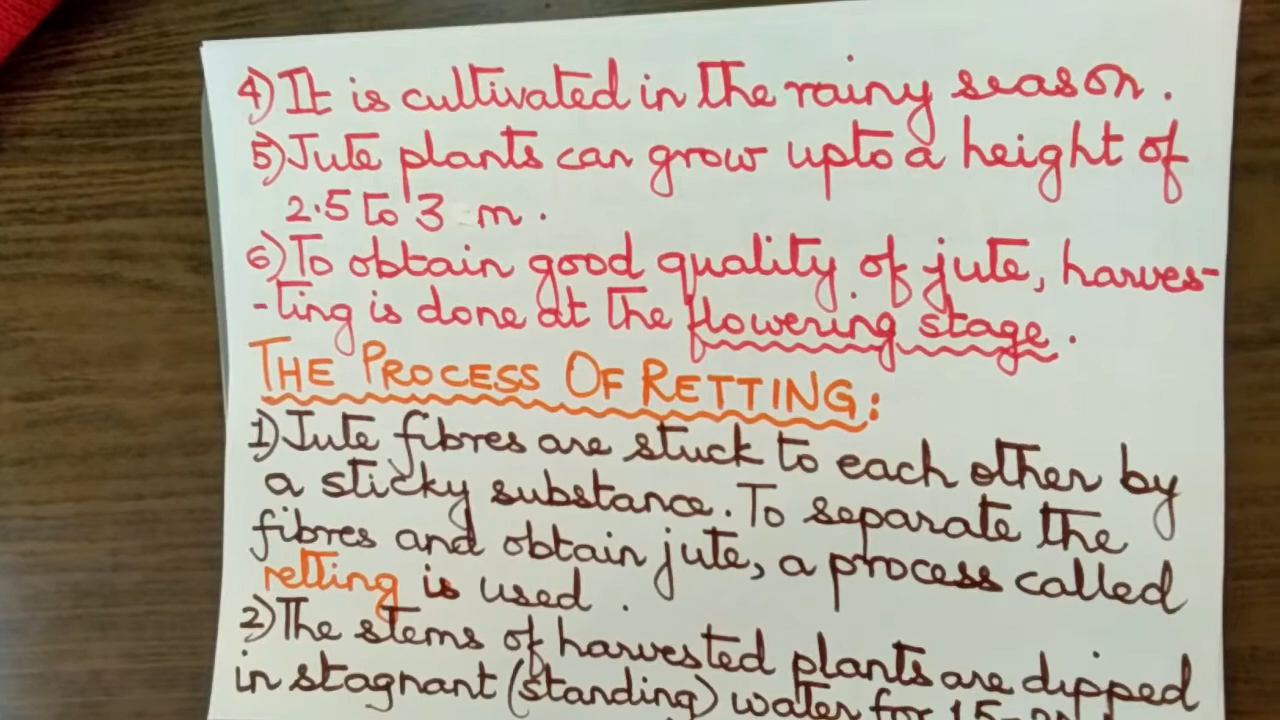 4) It is cultivated in the rainy season.
5) Jute plants can grow upto a height of
2.5 to 3 m.
6) To obtain good quality of jute, harves-
-ting is done at the flowering stage.
THE PROCESS OF RETTING:
1) Jute fibres are stuck to each other by
a sticky substance. To separate the
fibres and obtain jute, a process called
retting is used.
2) The stems of harvested plants are dipped
in stagnant (standing) water for 15-